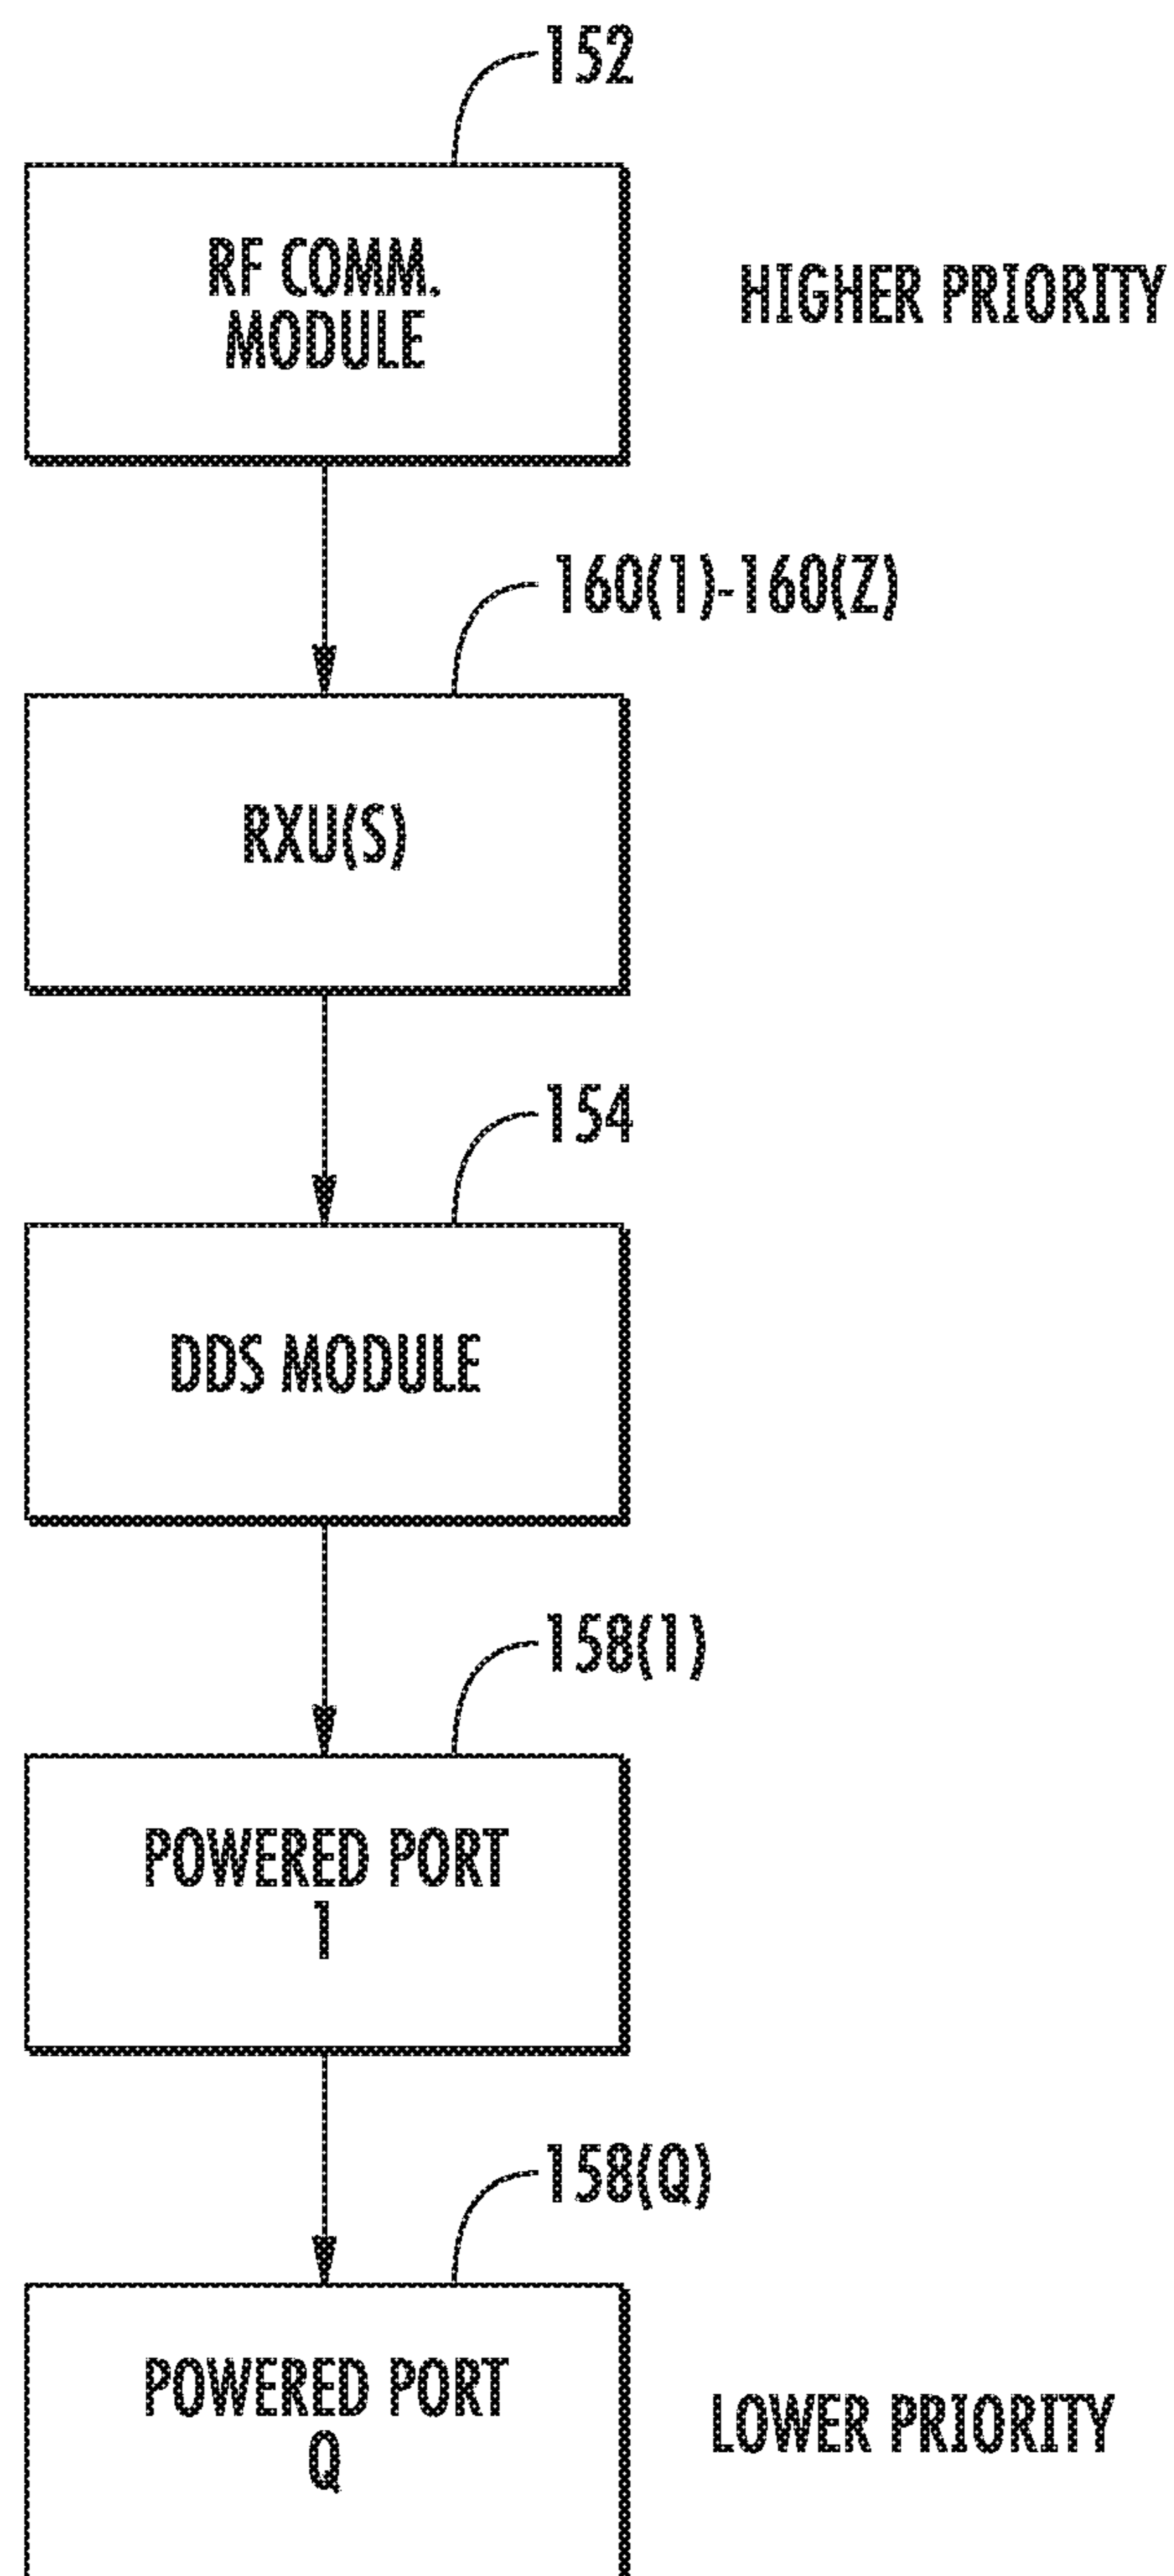 152
RF COMM.
MODULE
HIGHER PRIORITY
160(1)-160(Z)
RXU(S)
154
DDS MODULE
158(1)
POWERED PORT
1
158(Q)
POWERED PORT
Q
LOWER PRIORITY